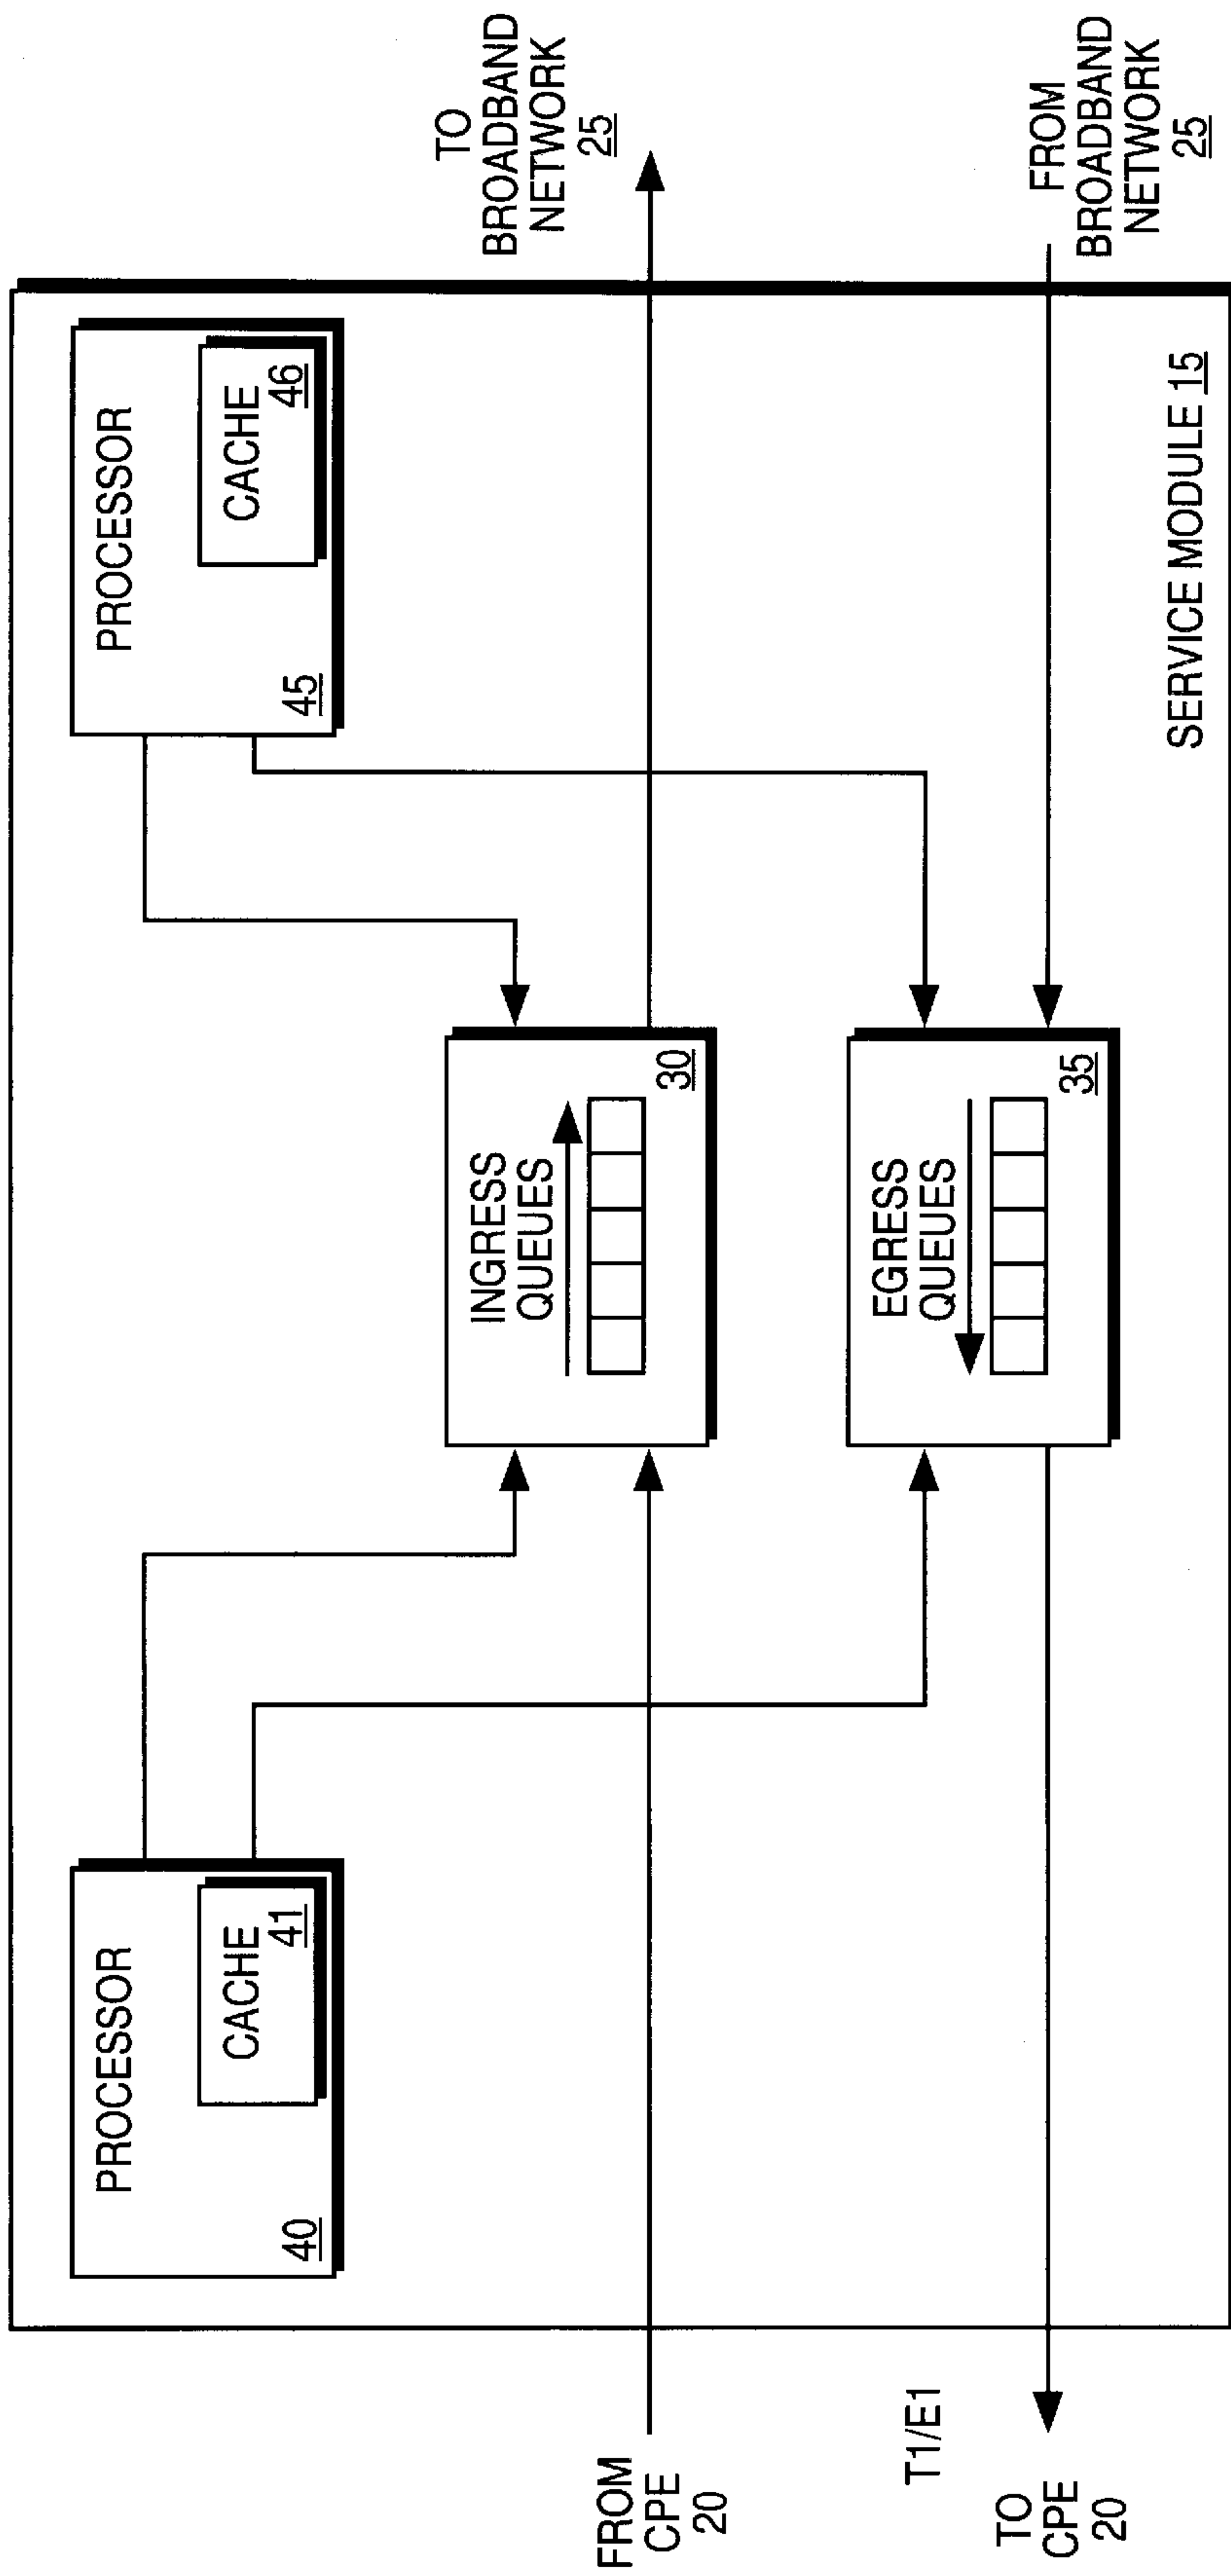 PROCESSOR
CACHE
41
40
PROCESSOR
CACHE
46
45
TO
BROADBAND
NETWORK
25
INGRESS
QUEUES
30
FROM
CPE
20
EGRESS
QUEUES
35
T1/E1
TO
CPE
20
FROM
BROADBAND
NETWORK
25
SERVICE MODULE 15